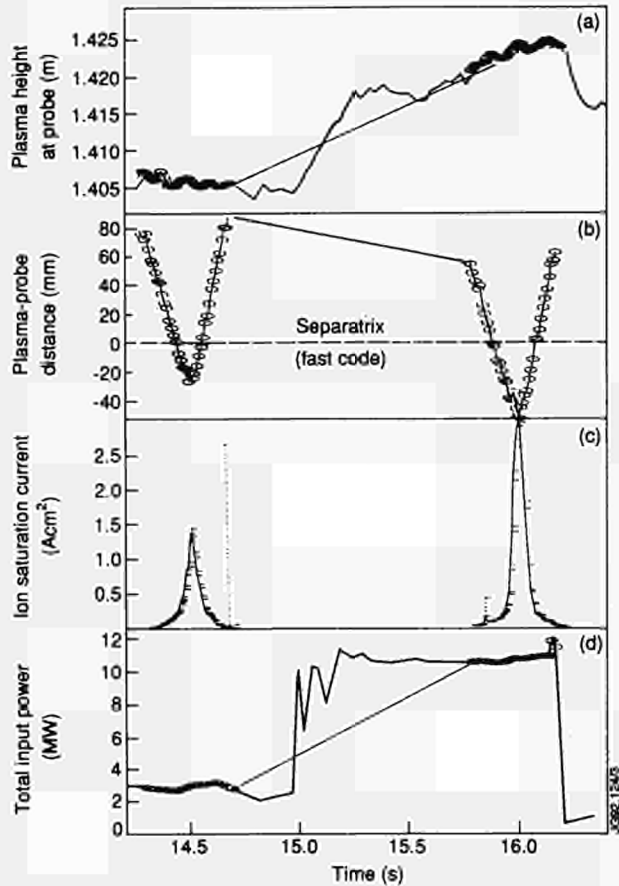 (a)
Plasma height
at probe (m)
1.425
1.420
1.415
1.410
1.405
(b)
Plasma-probe
distance (mm)
80
60
40
20
0
-20
-40
Separatrix
(fast code)
(c)
Ion saturation current
(Acm²)
2.5
2.0
1.5
1.0
0.5
(d)
Total input power
(MW)
12
10
8
6
4
2
0
14.5
15.0
15.5
16.0
Time (s)